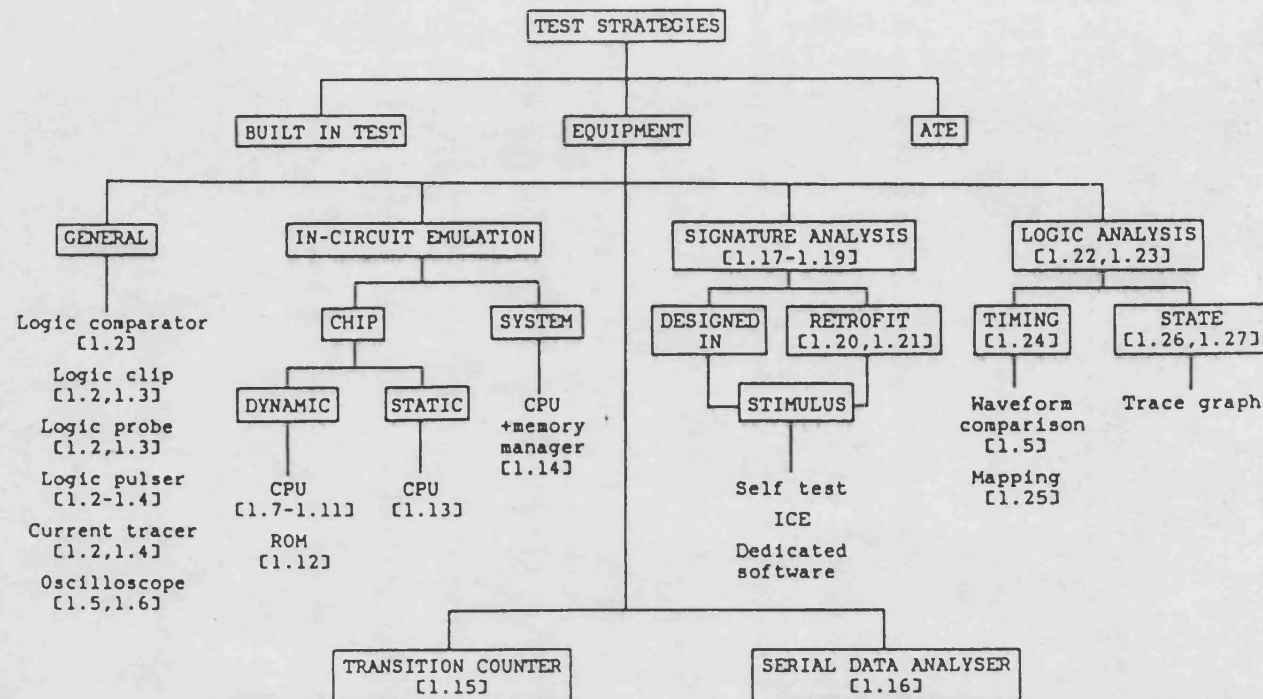 TEST STRATEGIES
BUILT IN TEST
EQUIPMENT
ATE
GENERAL
IN-CIRCUIT EMULATION
SIGNATURE ANALYSIS
[1.17-1.19]
LOGIC ANALYSIS
[1.22,1.23]
Logic comparator
[1.2]
Logic clip
[1.2,1.3]
Logic probe
[1.2,1.3]
Logic pulser
[1.2-1.4]
Current tracer
[1.2,1.4]
Oscilloscope
[1.5,1.6]
CHIP
SYSTEM
DYNAMIC
STATIC
CPU
[1.7-1.11]
ROM
[1.12]
CPU
[1.13]
CPU
+memory
manager
[1.14]
DESIGNED
IN
RETROFIT
[1.20,1.21]
STIMULUS
Self test
ICE
Dedicated
software
TIMING
[1.24]
STATE
[1.26,1.27]
Waveform
comparison
[1.5]
Mapping
[1.25]
Trace graph
TRANSITION COUNTER
[1.15]
SERIAL DATA ANALYSER
[1.16]